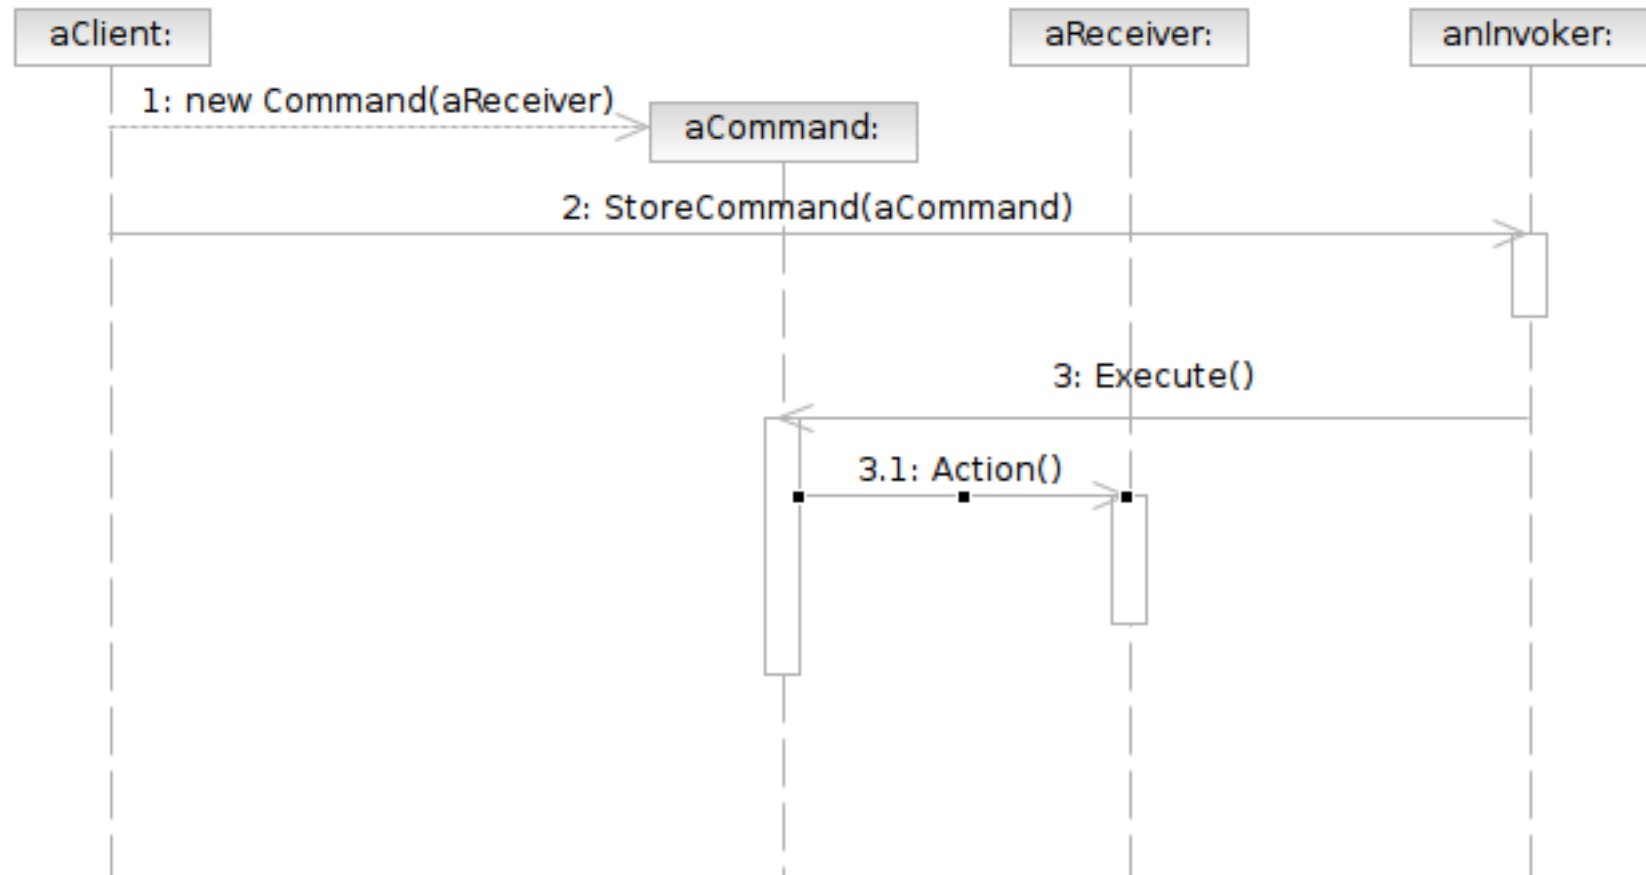 aClient:
aReceiver:
anInvoker:
1: new Command(aReceiver)
aCommand:
2: StoreCommand(aCommand)
3: Execute()
3.1: Action()